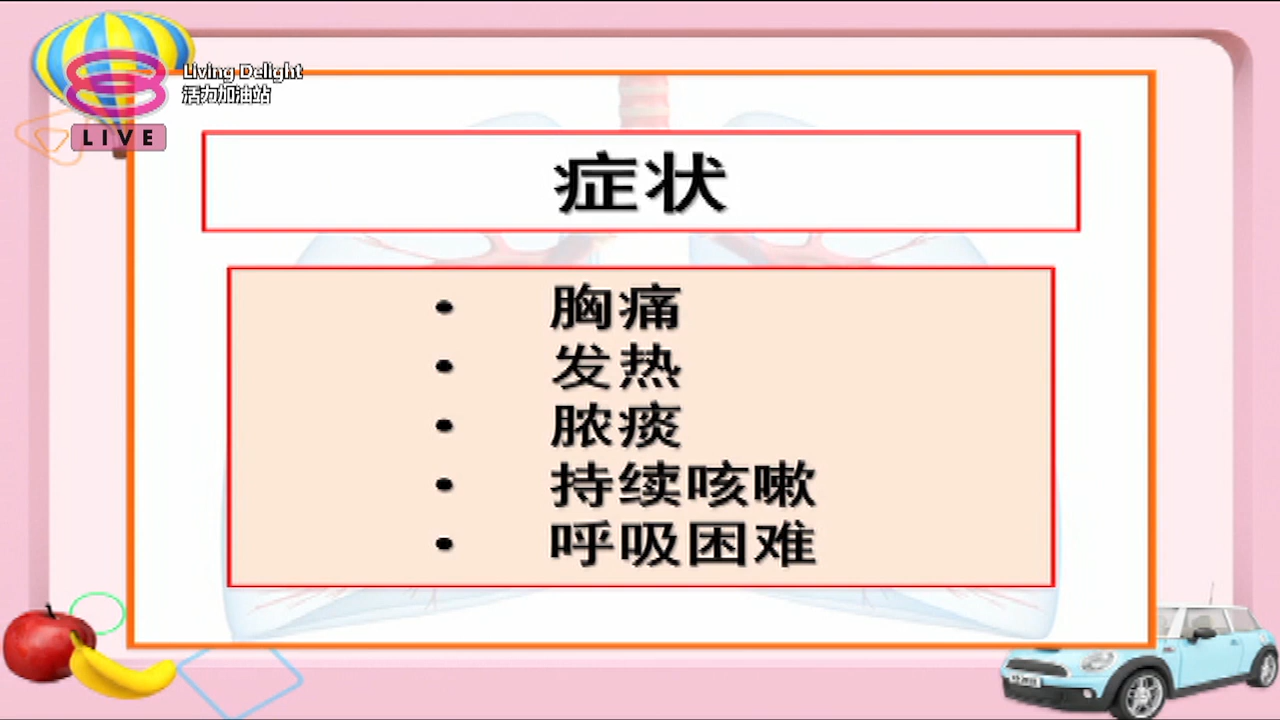 Living Delight
活力加油站
LIVE
症状
• 胸痛
• 发热
• 脓痰
• 持续咳嗽
• 呼吸困难